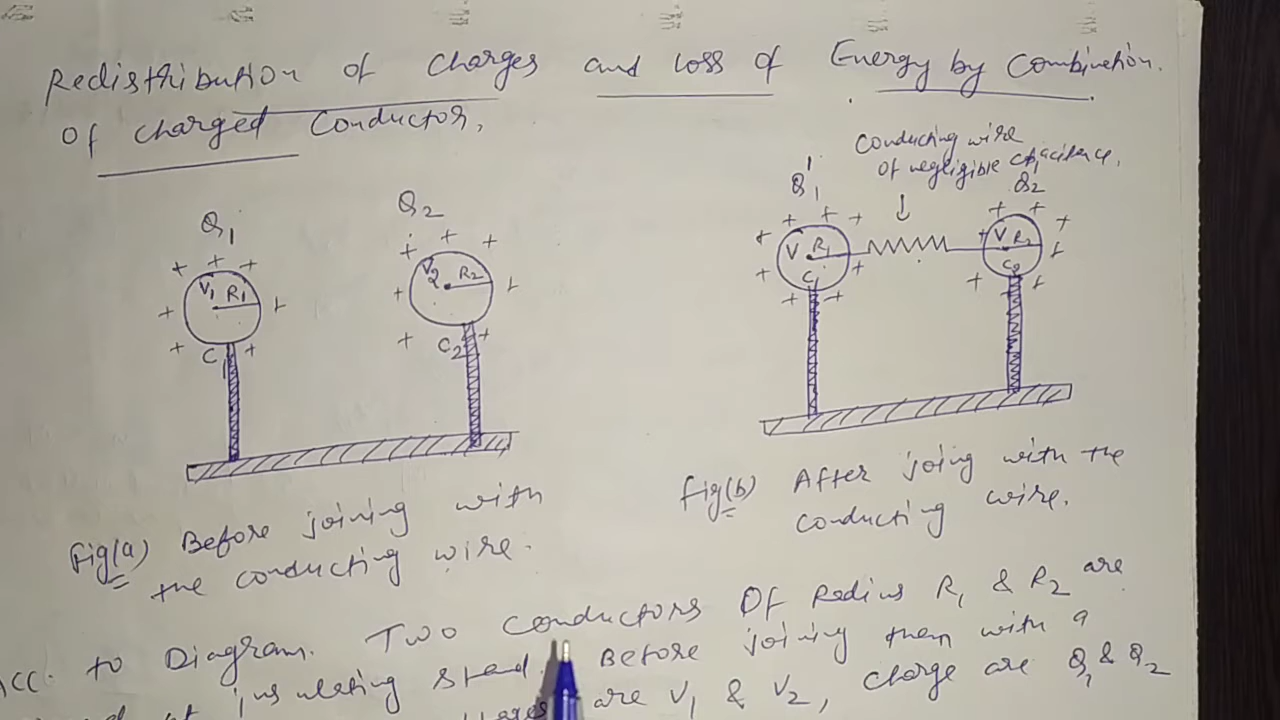 Redistribution of charges and loss of Energy by Combination.
Of charged Conductor,
Conducting wire
of negligible capacitence,
Q1
Q2
Q1'
Q2'
V1 R1
V2 R2
C1
C2
V R1
C1
V R2
C2
Fig(a) Before joining with
the conducting wire.
Fig(b) After joing with the
conducting wire.
Acc. to Diagram. Two conductors Of Radius R1 & R2 are
insulating stand. Before joining them with a
are V1 & V2, charge are Q1 & Q2